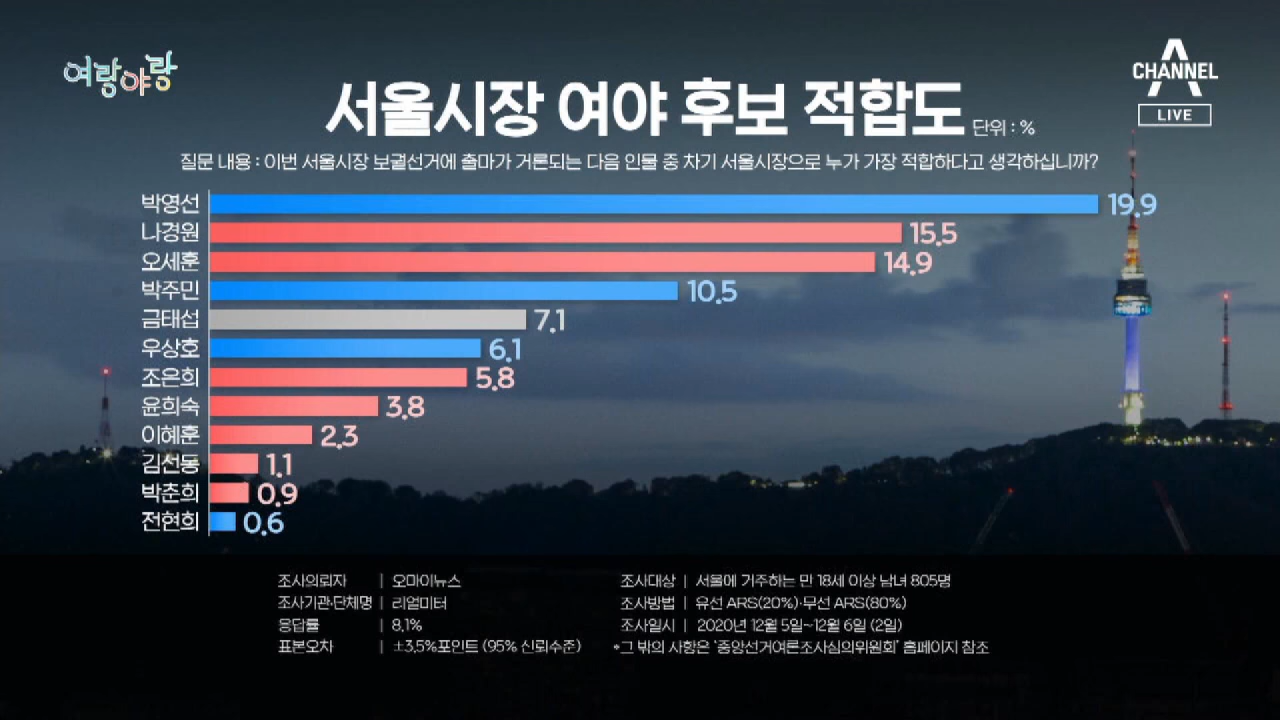 여랑야랑
CHANNEL A
LIVE
서울시장 여야 후보 적합도 단위 : %
질문 내용 : 이번 서울시장 보궐선거에 출마가 거론되는 다음 인물 중 차기 서울시장으로 누가 가장 적합하다고 생각하십니까?
박영선 19.9
나경원 15.5
오세훈 14.9
박주민 10.5
금태섭 7.1
우상호 6.1
조은희 5.8
윤희숙 3.8
이혜훈 2.3
김선동 1.1
박춘희 0.9
전현희 0.6
조사의뢰자 | 오마이뉴스
조사기관·단체명 | 리얼미터
응답률 | 8.1%
표본오차 | ±3.5%포인트 (95% 신뢰수준)
조사대상 | 서울에 거주하는 만 18세 이상 남녀 805명
조사방법 | 유선 ARS(20%)·무선 ARS(80%)
조사일시 | 2020년 12월 5일~12월 6일 (2일)
*그 밖의 사항은 '중앙선거여론조사심의위원회' 홈페이지 참조